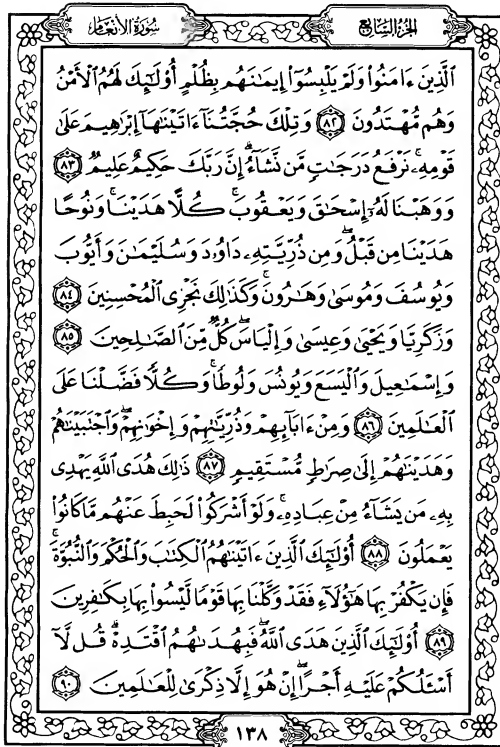 الجزء السابع
سورة الأنعام
ٱلَّذِينَ ءَامَنُوا۟ وَلَمْ يَلْبِسُوٓا۟ إِيمَٰنَهُم بِظُلْمٍ أُو۟لَٰٓئِكَ لَهُمُ ٱلْأَمْنُ
وَهُم مُّهْتَدُونَ ٨٢ وَتِلْكَ حُجَّتُنَآ ءَاتَيْنَٰهَآ إِبْرَٰهِيمَ عَلَىٰ
قَوْمِهِۦ ۚ نَرْفَعُ دَرَجَٰتٍ مَّن نَّشَآءُ ۗ إِنَّ رَبَّكَ حَكِيمٌ عَلِيمٌ ٨٣
وَوَهَبْنَا لَهُۥٓ إِسْحَٰقَ وَيَعْقُوبَ ۚ كُلًّا هَدَيْنَا ۚ وَنُوحًا
هَدَيْنَا مِن قَبْلُ ۖ وَمِن ذُرِّيَّتِهِۦ دَاوُۥدَ وَسُلَيْمَٰنَ وَأَيُّوبَ
وَيُوسُفَ وَمُوسَىٰ وَهَٰرُونَ ۚ وَكَذَٰلِكَ نَجْزِى ٱلْمُحْسِنِينَ ٨٤
وَزَكَرِيَّا وَيَحْيَىٰ وَعِيسَىٰ وَإِلْيَاسَ ۖ كُلٌّ مِّنَ ٱلصَّٰلِحِينَ ٨٥
وَإِسْمَٰعِيلَ وَٱلْيَسَعَ وَيُونُسَ وَلُوطًا ۚ وَكُلًّا فَضَّلْنَا عَلَى
ٱلْعَٰلَمِينَ ٨٦ وَمِنْ ءَابَآئِهِمْ وَذُرِّيَّٰتِهِمْ وَإِخْوَٰنِهِمْ ۖ وَٱجْتَبَيْنَٰهُمْ
وَهَدَيْنَٰهُمْ إِلَىٰ صِرَٰطٍ مُّسْتَقِيمٍ ٨٧ ذَٰلِكَ هُدَى ٱللَّهِ يَهْدِى
بِهِۦ مَن يَشَآءُ مِنْ عِبَادِهِۦ ۚ وَلَوْ أَشْرَكُوا۟ لَحَبِطَ عَنْهُم مَّا كَانُوا۟
يَعْمَلُونَ ٨٨ أُو۟لَٰٓئِكَ ٱلَّذِينَ ءَاتَيْنَٰهُمُ ٱلْكِتَٰبَ وَٱلْحُكْمَ وَٱلنُّبُوَّةَ ۚ
فَإِن يَكْفُرْ بِهَا هَٰٓؤُلَآءِ فَقَدْ وَكَّلْنَا بِهَا قَوْمًا لَّيْسُوا۟ بِهَا بِكَٰفِرِينَ
٨٩ أُو۟لَٰٓئِكَ ٱلَّذِينَ هَدَى ٱللَّهُ ۖ فَبِهُدَىٰهُمُ ٱقْتَدِهْ ۗ قُل لَّآ
أَسْـَٔلُكُمْ عَلَيْهِ أَجْرًا ۖ إِنْ هُوَ إِلَّا ذِكْرَىٰ لِلْعَٰلَمِينَ ٩٠
١٣٨